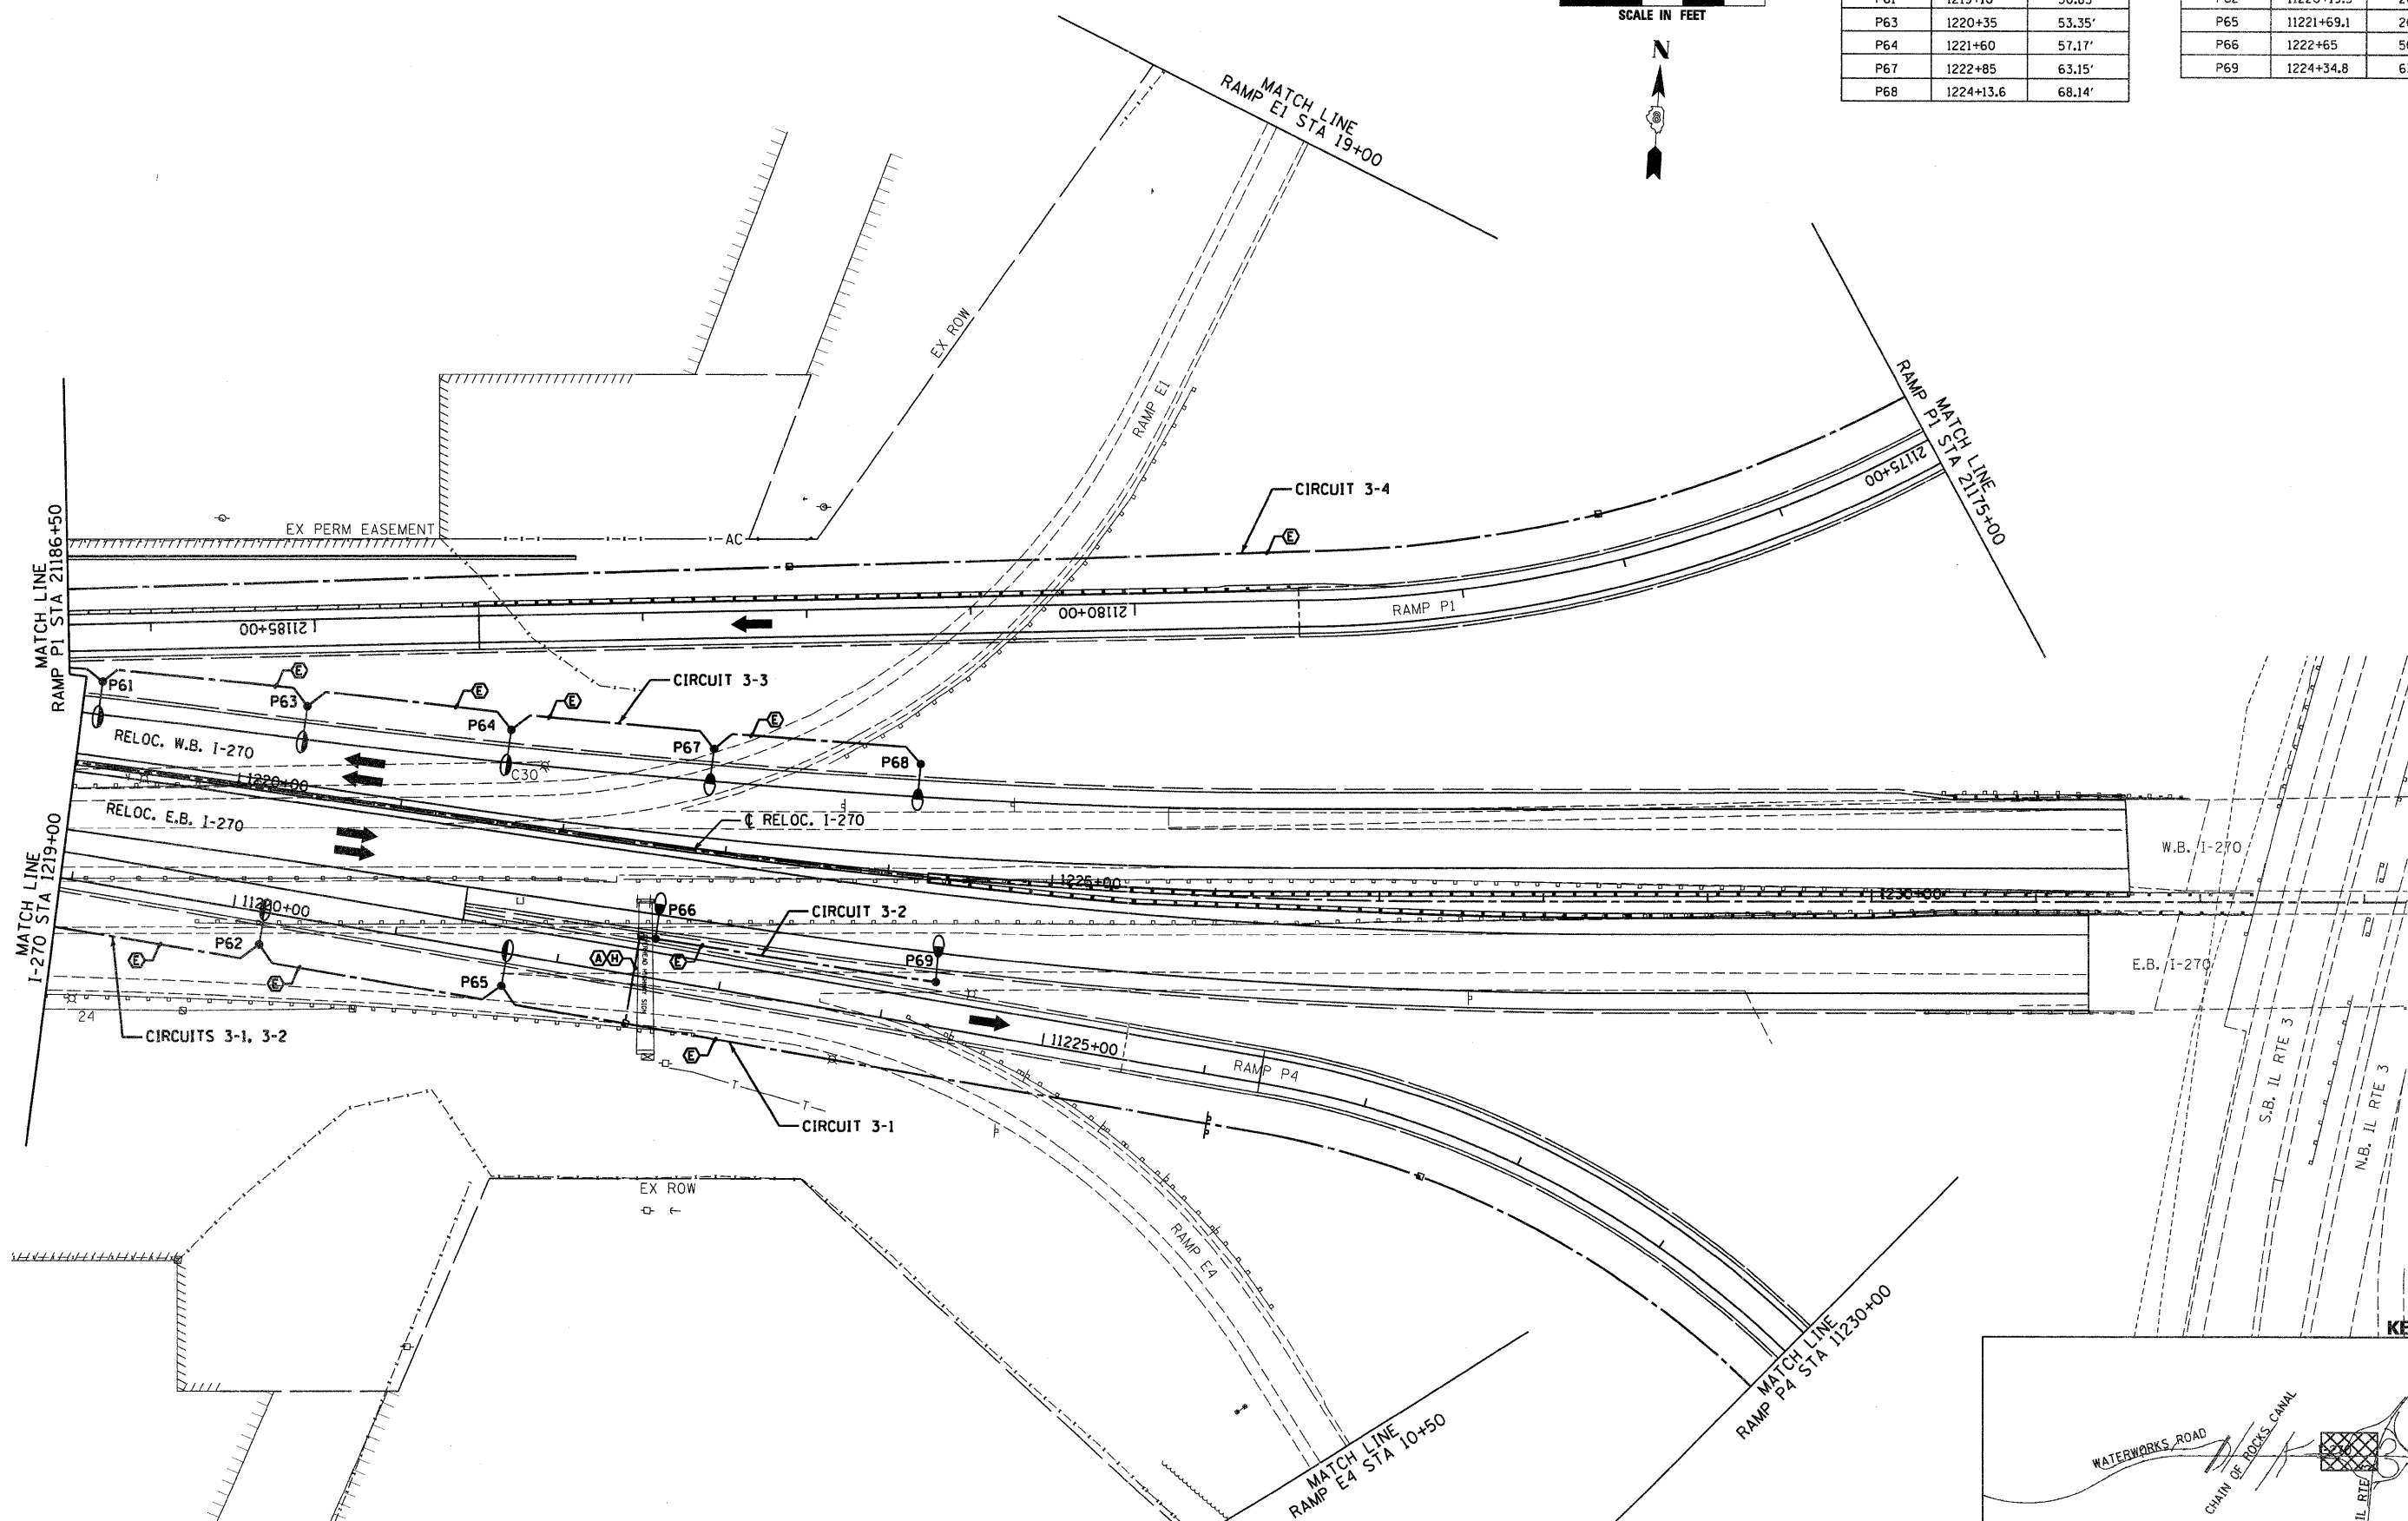 SCALE IN FEET
N
P63 1220+35 53.35'
P64 1221+60 57.17'
P67 1222+85 63.15'
P68 1224+13.6 68.14'
P65 11221+69.1
P66 1222+65
P69 1224+34.8
MATCH LINE
RAMP E1 STA 19+00
EX ROW
RAMP E1
MATCH LINE
RAMP P1 STA 21175+00
21175+00
CIRCUIT 3-4
E
MATCH LINE
RAMP P1 STA 21186+50
EX PERM EASEMENT
AC
21185+00
21180+00
RAMP P1
P61
E
P63
E
P64
E
CIRCUIT 3-3
P67
E
P68
RELOC. W.B. I-270
C30
1220+00
RELOC. E.B. I-270
℄ RELOC. I-270
W.B. I-270
MATCH LINE
I-270 STA 1219+00
11220+00
1225+00
1230+00
P62
E
E
P66
CIRCUIT 3-2
A H
E
P65
P69
E.B. I-270
24
CIRCUITS 3-1, 3-2
E
11225+00
RAMP P4
T
T
CIRCUIT 3-1
S.B. IL RTE 3
N.B. IL RTE 3
EX ROW
RAMP E4
MATCH LINE
RAMP P4 STA 11230+00
MATCH LINE
RAMP E4 STA 10+50
WATERWORKS ROAD
CHAIN OF ROCKS CANAL
I-270